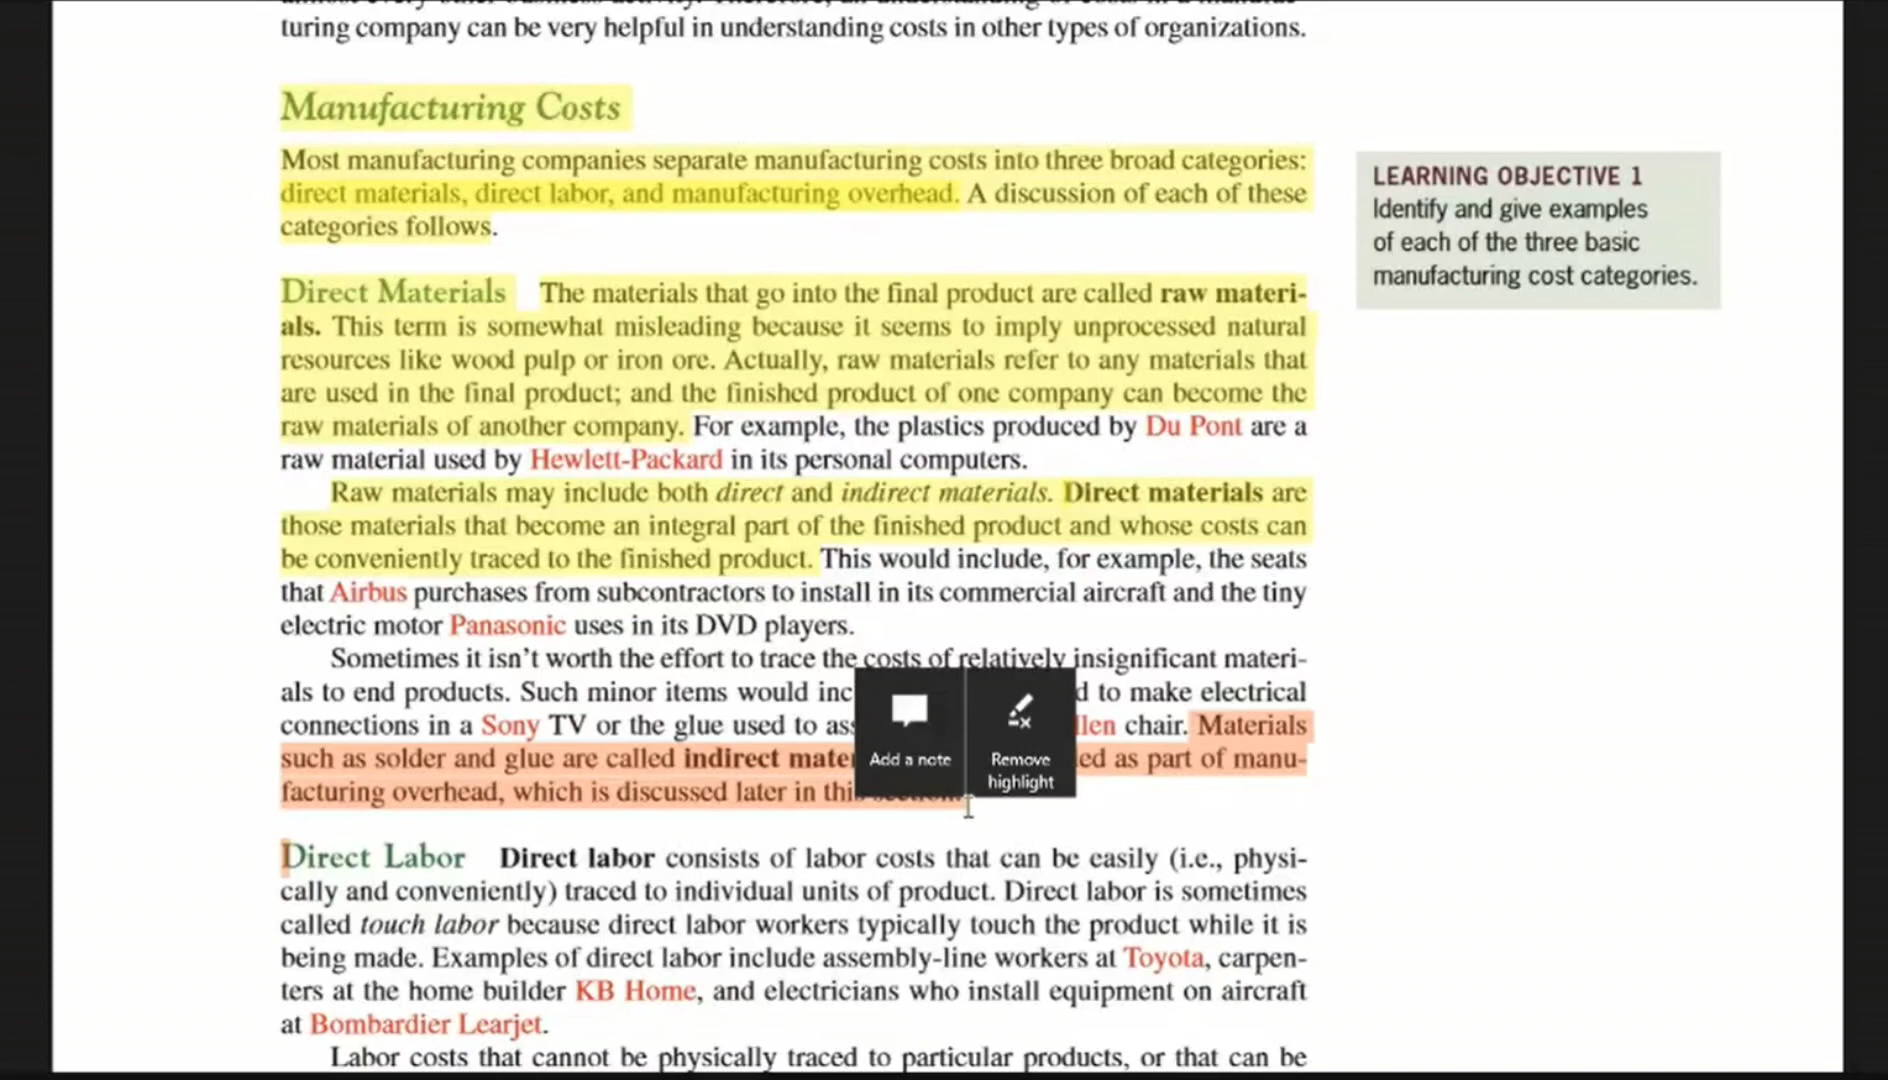 turing company can be very helpful in understanding costs in other types of organizations.
Manufacturing Costs
Most manufacturing companies separate manufacturing costs into three broad categories:
direct materials, direct labor, and manufacturing overhead. A discussion of each of these
categories follows.
LEARNING OBJECTIVE 1
Identify and give examples
of each of the three basic
manufacturing cost categories.
Direct Materials The materials that go into the final product are called raw materi-
als. This term is somewhat misleading because it seems to imply unprocessed natural
resources like wood pulp or iron ore. Actually, raw materials refer to any materials that
are used in the final product; and the finished product of one company can become the
raw materials of another company. For example, the plastics produced by Du Pont are a
raw material used by Hewlett-Packard in its personal computers.
Raw materials may include both direct and indirect materials. Direct materials are
those materials that become an integral part of the finished product and whose costs can
be conveniently traced to the finished product. This would include, for example, the seats
that Airbus purchases from subcontractors to install in its commercial aircraft and the tiny
electric motor Panasonic uses in its DVD players.
Sometimes it isn't worth the effort to trace the costs of relatively insignificant materi-
als to end products. Such minor items would inc d to make electrical
connections in a Sony TV or the glue used to ass llen chair. Materials
such as solder and glue are called indirect mate ed as part of manu-
facturing overhead, which is discussed later in thi
Add a note
Remove
highlight
Direct Labor Direct labor consists of labor costs that can be easily (i.e., physi-
cally and conveniently) traced to individual units of product. Direct labor is sometimes
called touch labor because direct labor workers typically touch the product while it is
being made. Examples of direct labor include assembly-line workers at Toyota, carpen-
ters at the home builder KB Home, and electricians who install equipment on aircraft
at Bombardier Learjet.
Labor costs that cannot be physically traced to particular products, or that can be